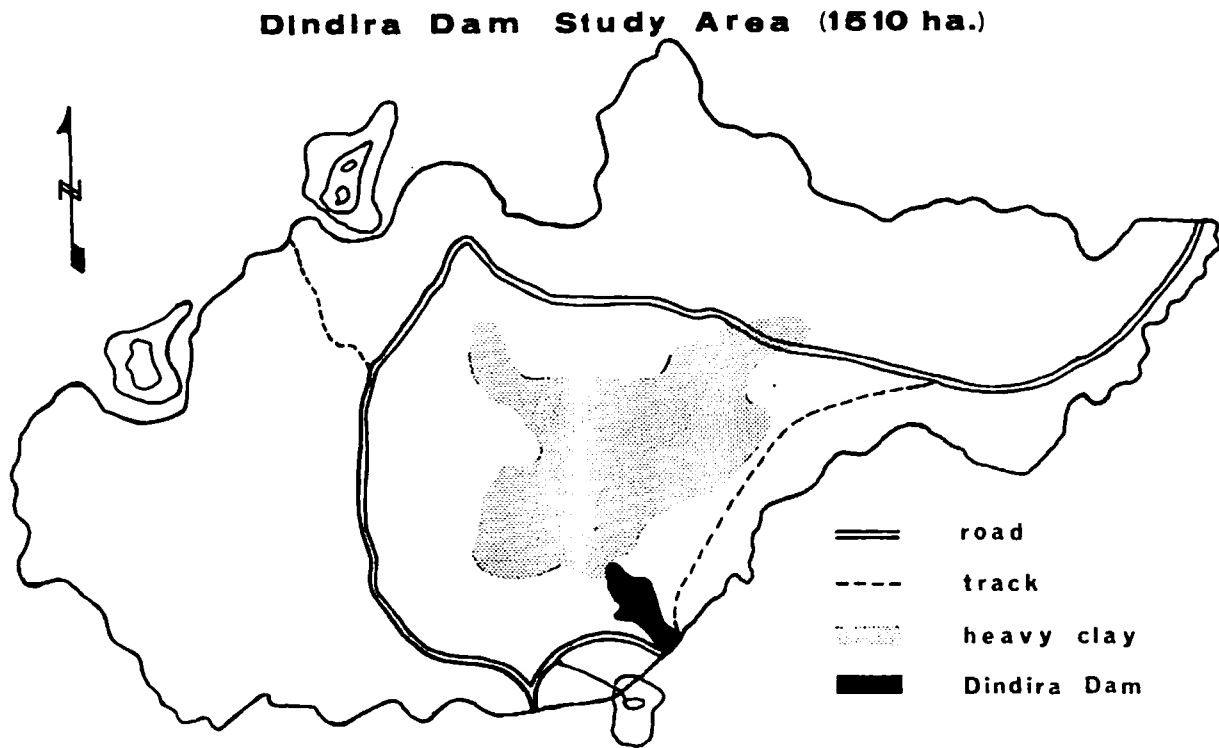 Dindira Dam Study Area (1510 ha.)
N
road
track
heavy clay
Dindira Dam